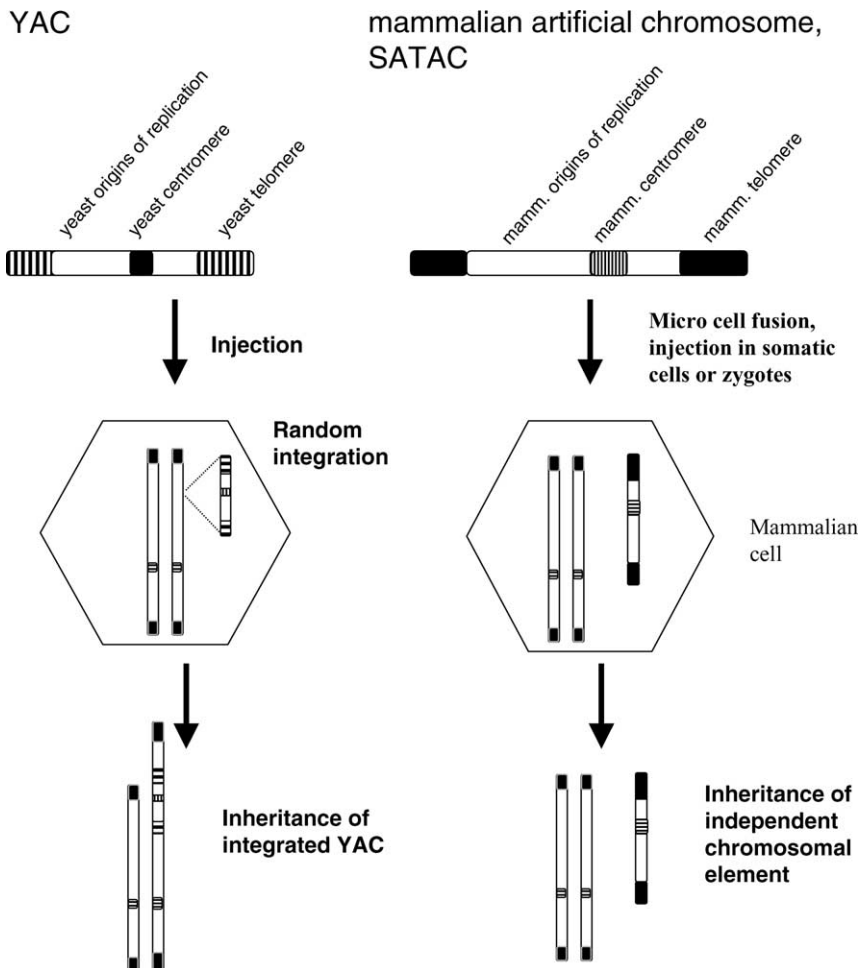 YAC
yeast origins of replication
yeast centromere
yeast telomere
Injection
Random
integration
Inheritance of
integrated YAC
mammalian artificial chromosome,
SATAC
mamm. origins of replication
mamm. centromere
mamm. telomere
Micro cell fusion,
injection in somatic
cells or zygotes
Mammalian
cell
Inheritance of
independent
chromosomal
element